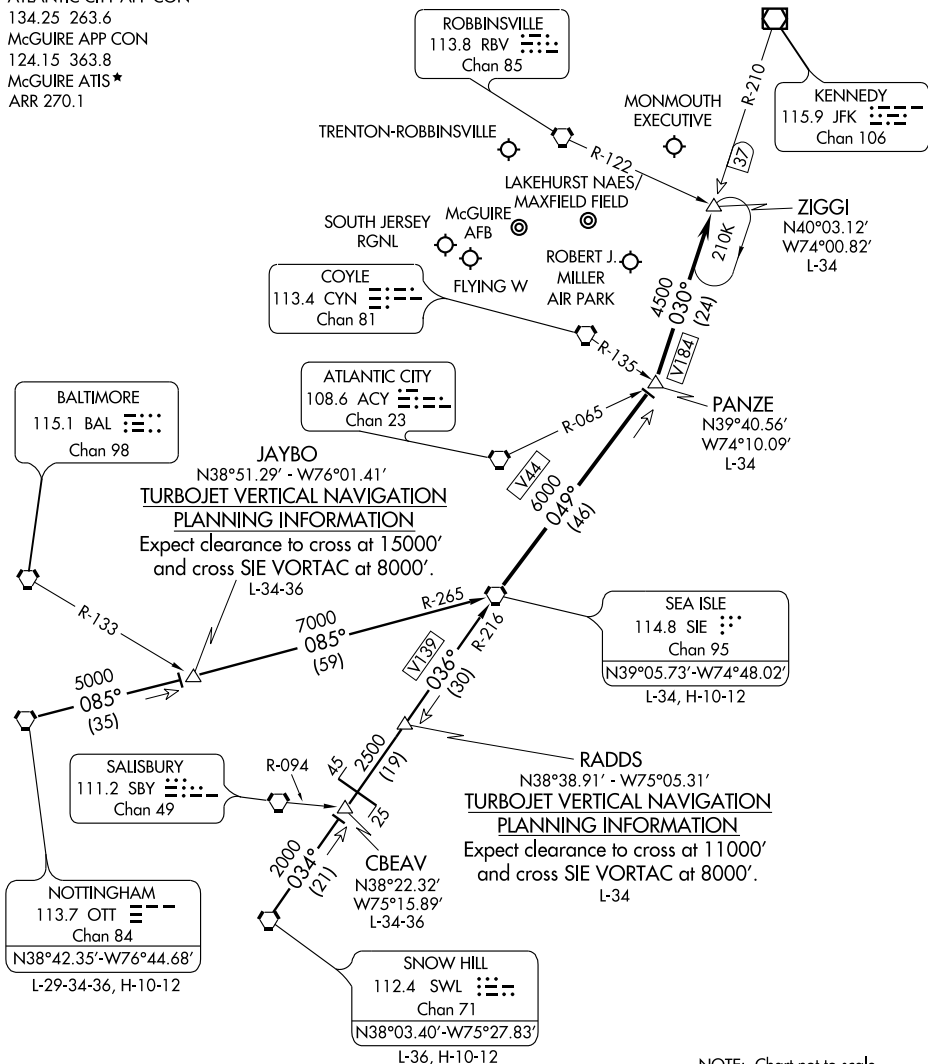 ATLANTIC CITY APP CON
134.25 263.6
McGUIRE APP CON
124.15 363.8
McGUIRE ATIS★
ARR 270.1
ROBBINSVILLE
113.8 RBV
Chan 85
R-210
KENNEDY
115.9 JFK
Chan 106
MONMOUTH
EXECUTIVE
TRENTON-ROBBINSVILLE
R-122
37
LAKEHURST NAES/
MAXFIELD FIELD
ZIGGI
N40°03.12'
W74°00.82'
L-34
SOUTH JERSEY
RGNL
McGUIRE
AFB
210K
FLYING W
ROBERT J.
MILLER
AIR PARK
COYLE
113.4 CYN
Chan 81
4500
030°
(24)
R-135
V184
ATLANTIC CITY
108.6 ACY
Chan 23
R-065
PANZE
N39°40.56'
W74°10.09'
L-34
BALTIMORE
115.1 BAL
Chan 98
JAYBO
N38°51.29' - W76°01.41'
TURBOJET VERTICAL NAVIGATION
PLANNING INFORMATION
Expect clearance to cross at 15000'
and cross SIE VORTAC at 8000'.
L-34-36
V44
6000
049°
(46)
R-133
7000
085°
(59)
R-265
SEA ISLE
114.8 SIE
Chan 95
N39°05.73'-W74°48.02'
L-34, H-10-12
R-216
V139
036°
(30)
5000
085°
(35)
RADDS
N38°38.91' - W75°05.31'
TURBOJET VERTICAL NAVIGATION
PLANNING INFORMATION
Expect clearance to cross at 11000'
and cross SIE VORTAC at 8000'.
L-34
SALISBURY
111.2 SBY
Chan 49
R-094
45
2500
(19)
25
2000
034°
(21)
CBEAV
N38°22.32'
W75°15.89'
L-34-36
NOTTINGHAM
113.7 OTT
Chan 84
N38°42.35'-W76°44.68'
L-29-34-36, H-10-12
SNOW HILL
112.4 SWL
Chan 71
N38°03.40'-W75°27.83'
L-36, H-10-12
NOTE: Chart not to scale